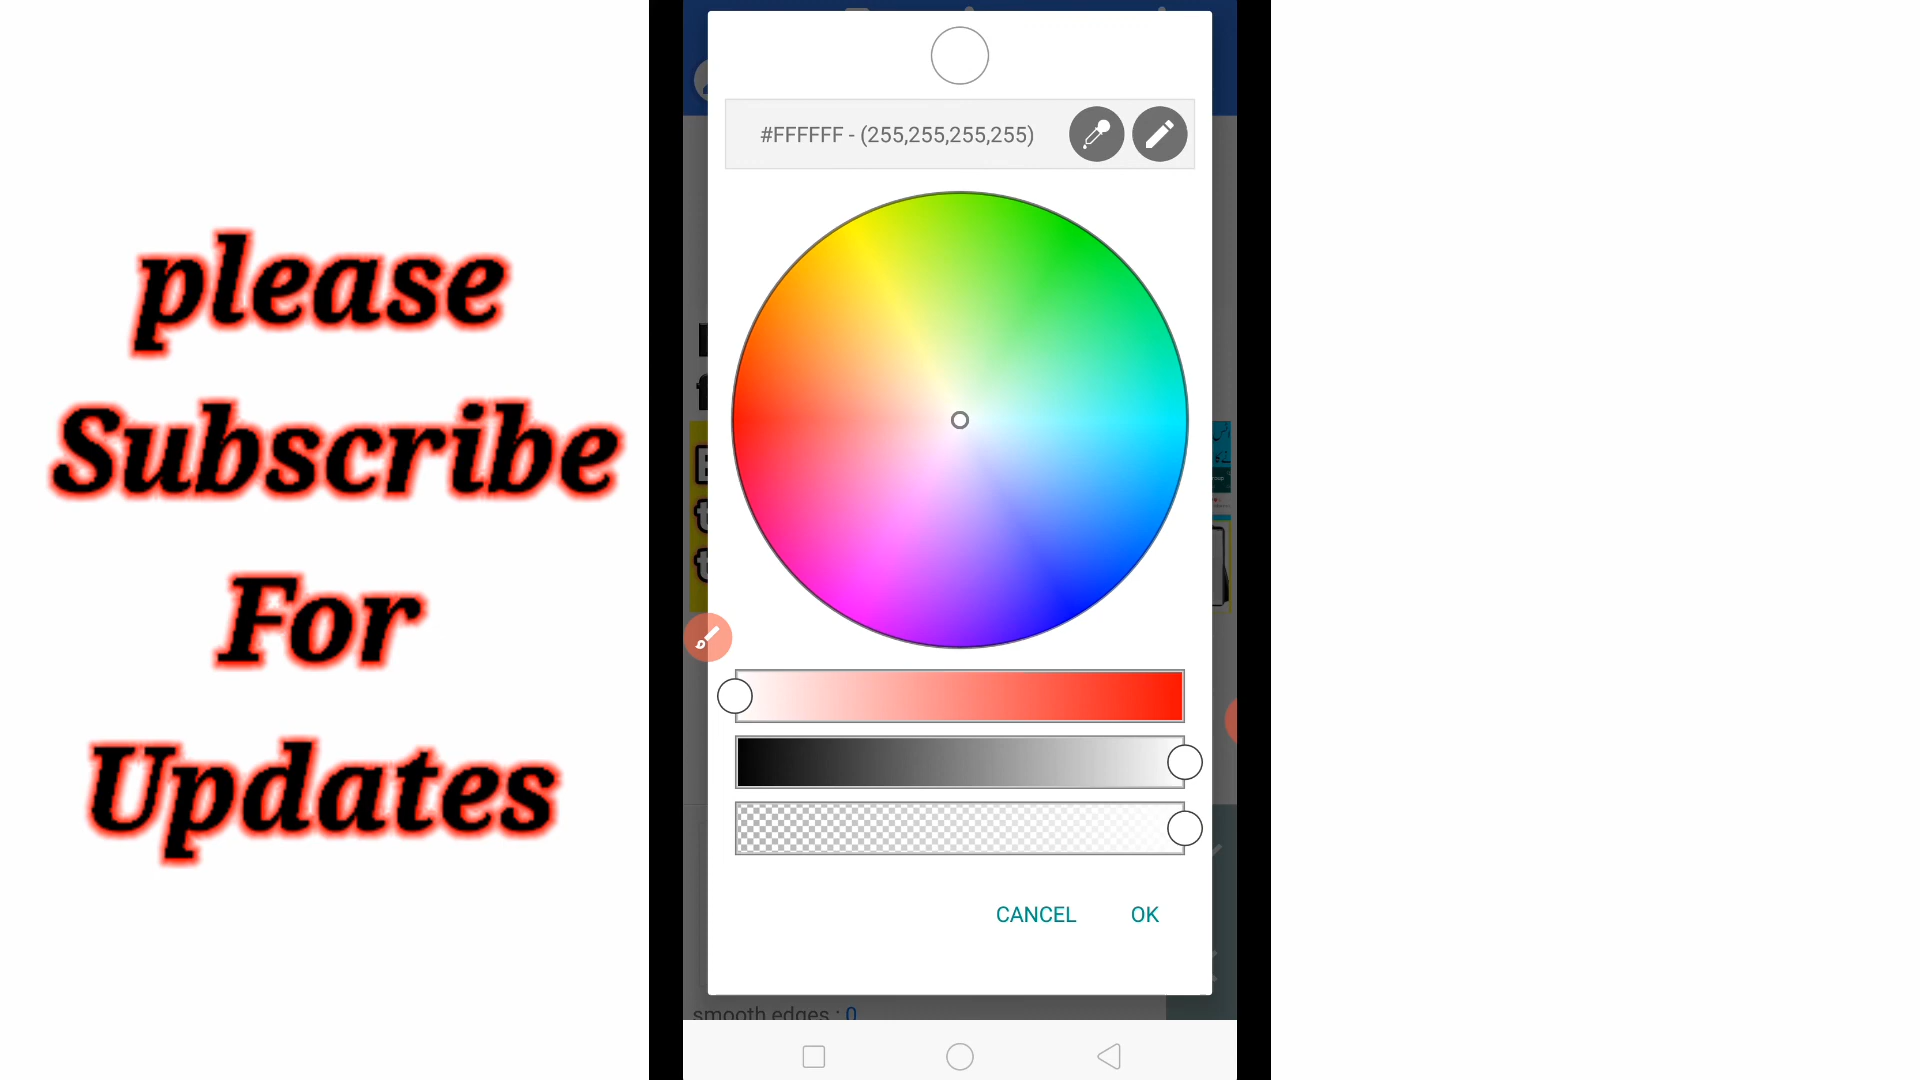 please
Subscribe
For
Updates
#FFFFFF - (255,255,255,255)
CANCEL
OK
smooth edges : 0